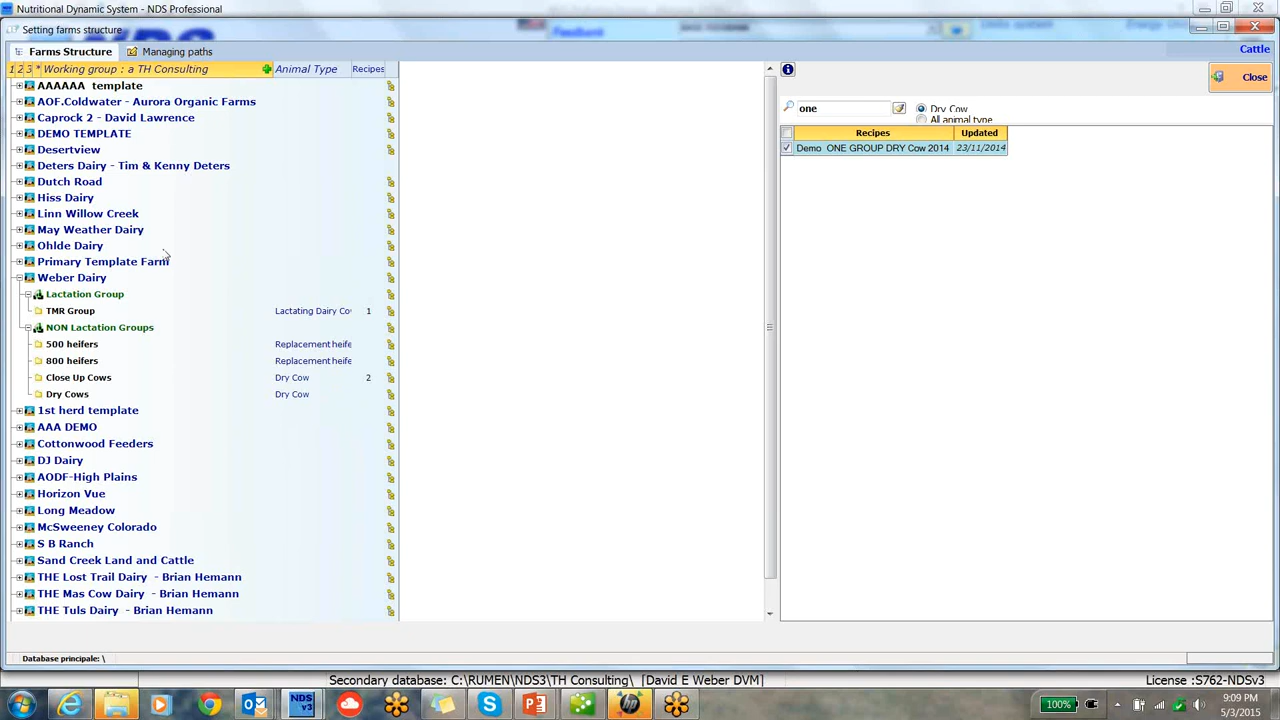 Nutritional Dynamic System - NDS Professional
Setting farms structure
Feedbank
Farms Structure
Managing paths
Cattle
1 2 3 * Working group : a TH Consulting
Animal Type
Recipes
Close
AAAAAA template
AOF.Coldwater - Aurora Organic Farms
one
Dry Cow
Caprock 2 - David Lawrence
All animal type
DEMO TEMPLATE
Recipes
Updated
Desertview
Demo ONE GROUP DRY Cow 2014
23/11/2014
Deters Dairy - Tim & Kenny Deters
Dutch Road
Hiss Dairy
Linn Willow Creek
May Weather Dairy
Ohlde Dairy
Primary Template Farm
Weber Dairy
Lactation Group
TMR Group
Lactating Dairy Co
1
NON Lactation Groups
500 heifers
Replacement heife
800 heifers
Replacement heife
Close Up Cows
Dry Cow
2
Dry Cows
Dry Cow
1st herd template
AAA DEMO
Cottonwood Feeders
DJ Dairy
AODF-High Plains
Horizon Vue
Long Meadow
McSweeney Colorado
S B Ranch
Sand Creek Land and Cattle
THE Lost Trail Dairy - Brian Hemann
THE Mas Cow Dairy - Brian Hemann
THE Tuls Dairy - Brian Hemann
Database principale: \
Secondary database: C:\RUMEN\NDS3\TH Consulting\ [David E Weber DVM]
License :S762-NDSv3
NDS
v3
100%
9:09 PM
5/3/2015